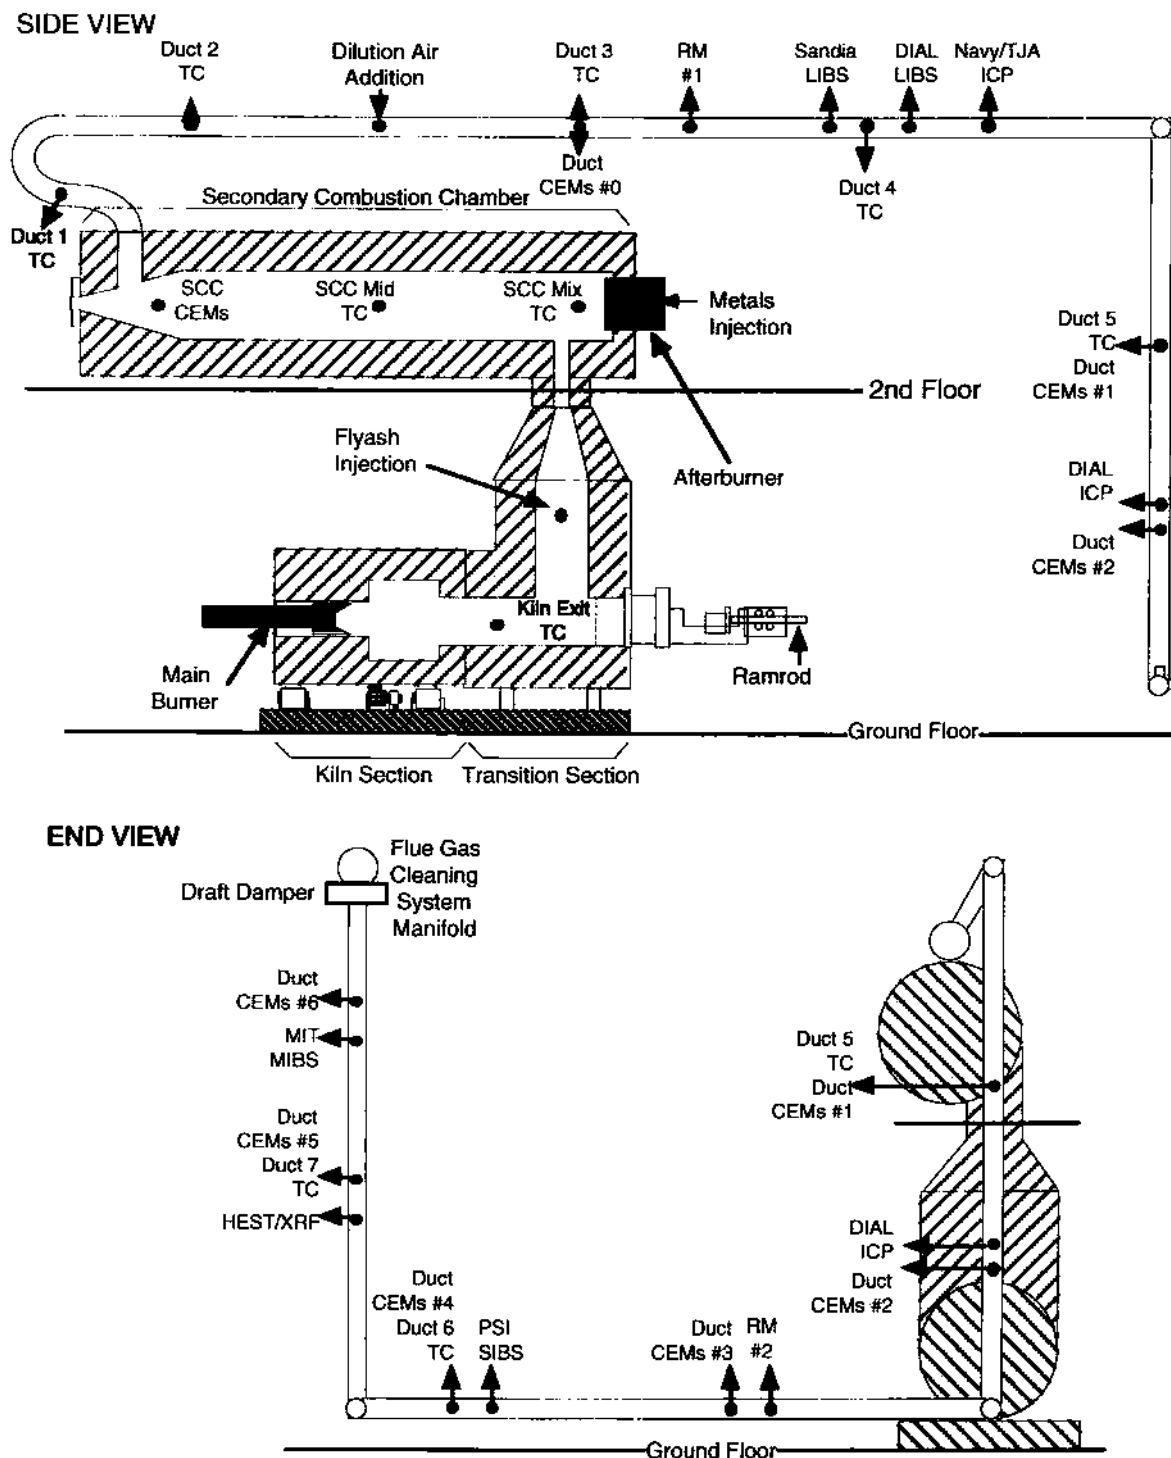 SIDE VIEW
Duct 2
TC
Dilution Air
Addition
Duct 3
TC
RM
#1
Sandia
LIBS
DIAL
LIBS
Navy/TJA
ICP
Duct
CEMs #0
Duct 4
TC
Secondary Combustion Chamber
Duct 1
TC
SCC
CEMs
SCC Mid
TC
SCC Mix
TC
Metals
Injection
Duct 5
TC
Duct
CEMs #1
2nd Floor
Flyash
Injection
Afterburner
DIAL
ICP
Duct
CEMs #2
Kiln Exit
TC
Main
Burner
Ramrod
Ground Floor
Kiln Section
Transition Section
END VIEW
Flue Gas
Cleaning
System
Manifold
Draft Damper
Duct
CEMs #6
MIT
MIBS
Duct 5
TC
Duct
CEMs #1
Duct
CEMs #5
Duct 7
TC
HEST/XRF
DIAL
ICP
Duct
CEMs #2
Duct
CEMs #4
Duct 6
TC
PSI
SIBS
Duct
CEMs #3
RM
#2
Ground Floor